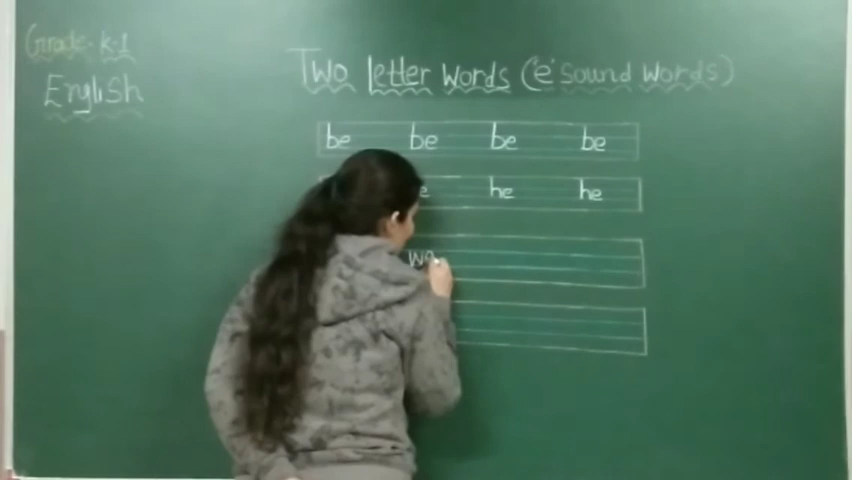 Grade. k.1
English
Two letter words ('e' sound words)
be be be be
he he